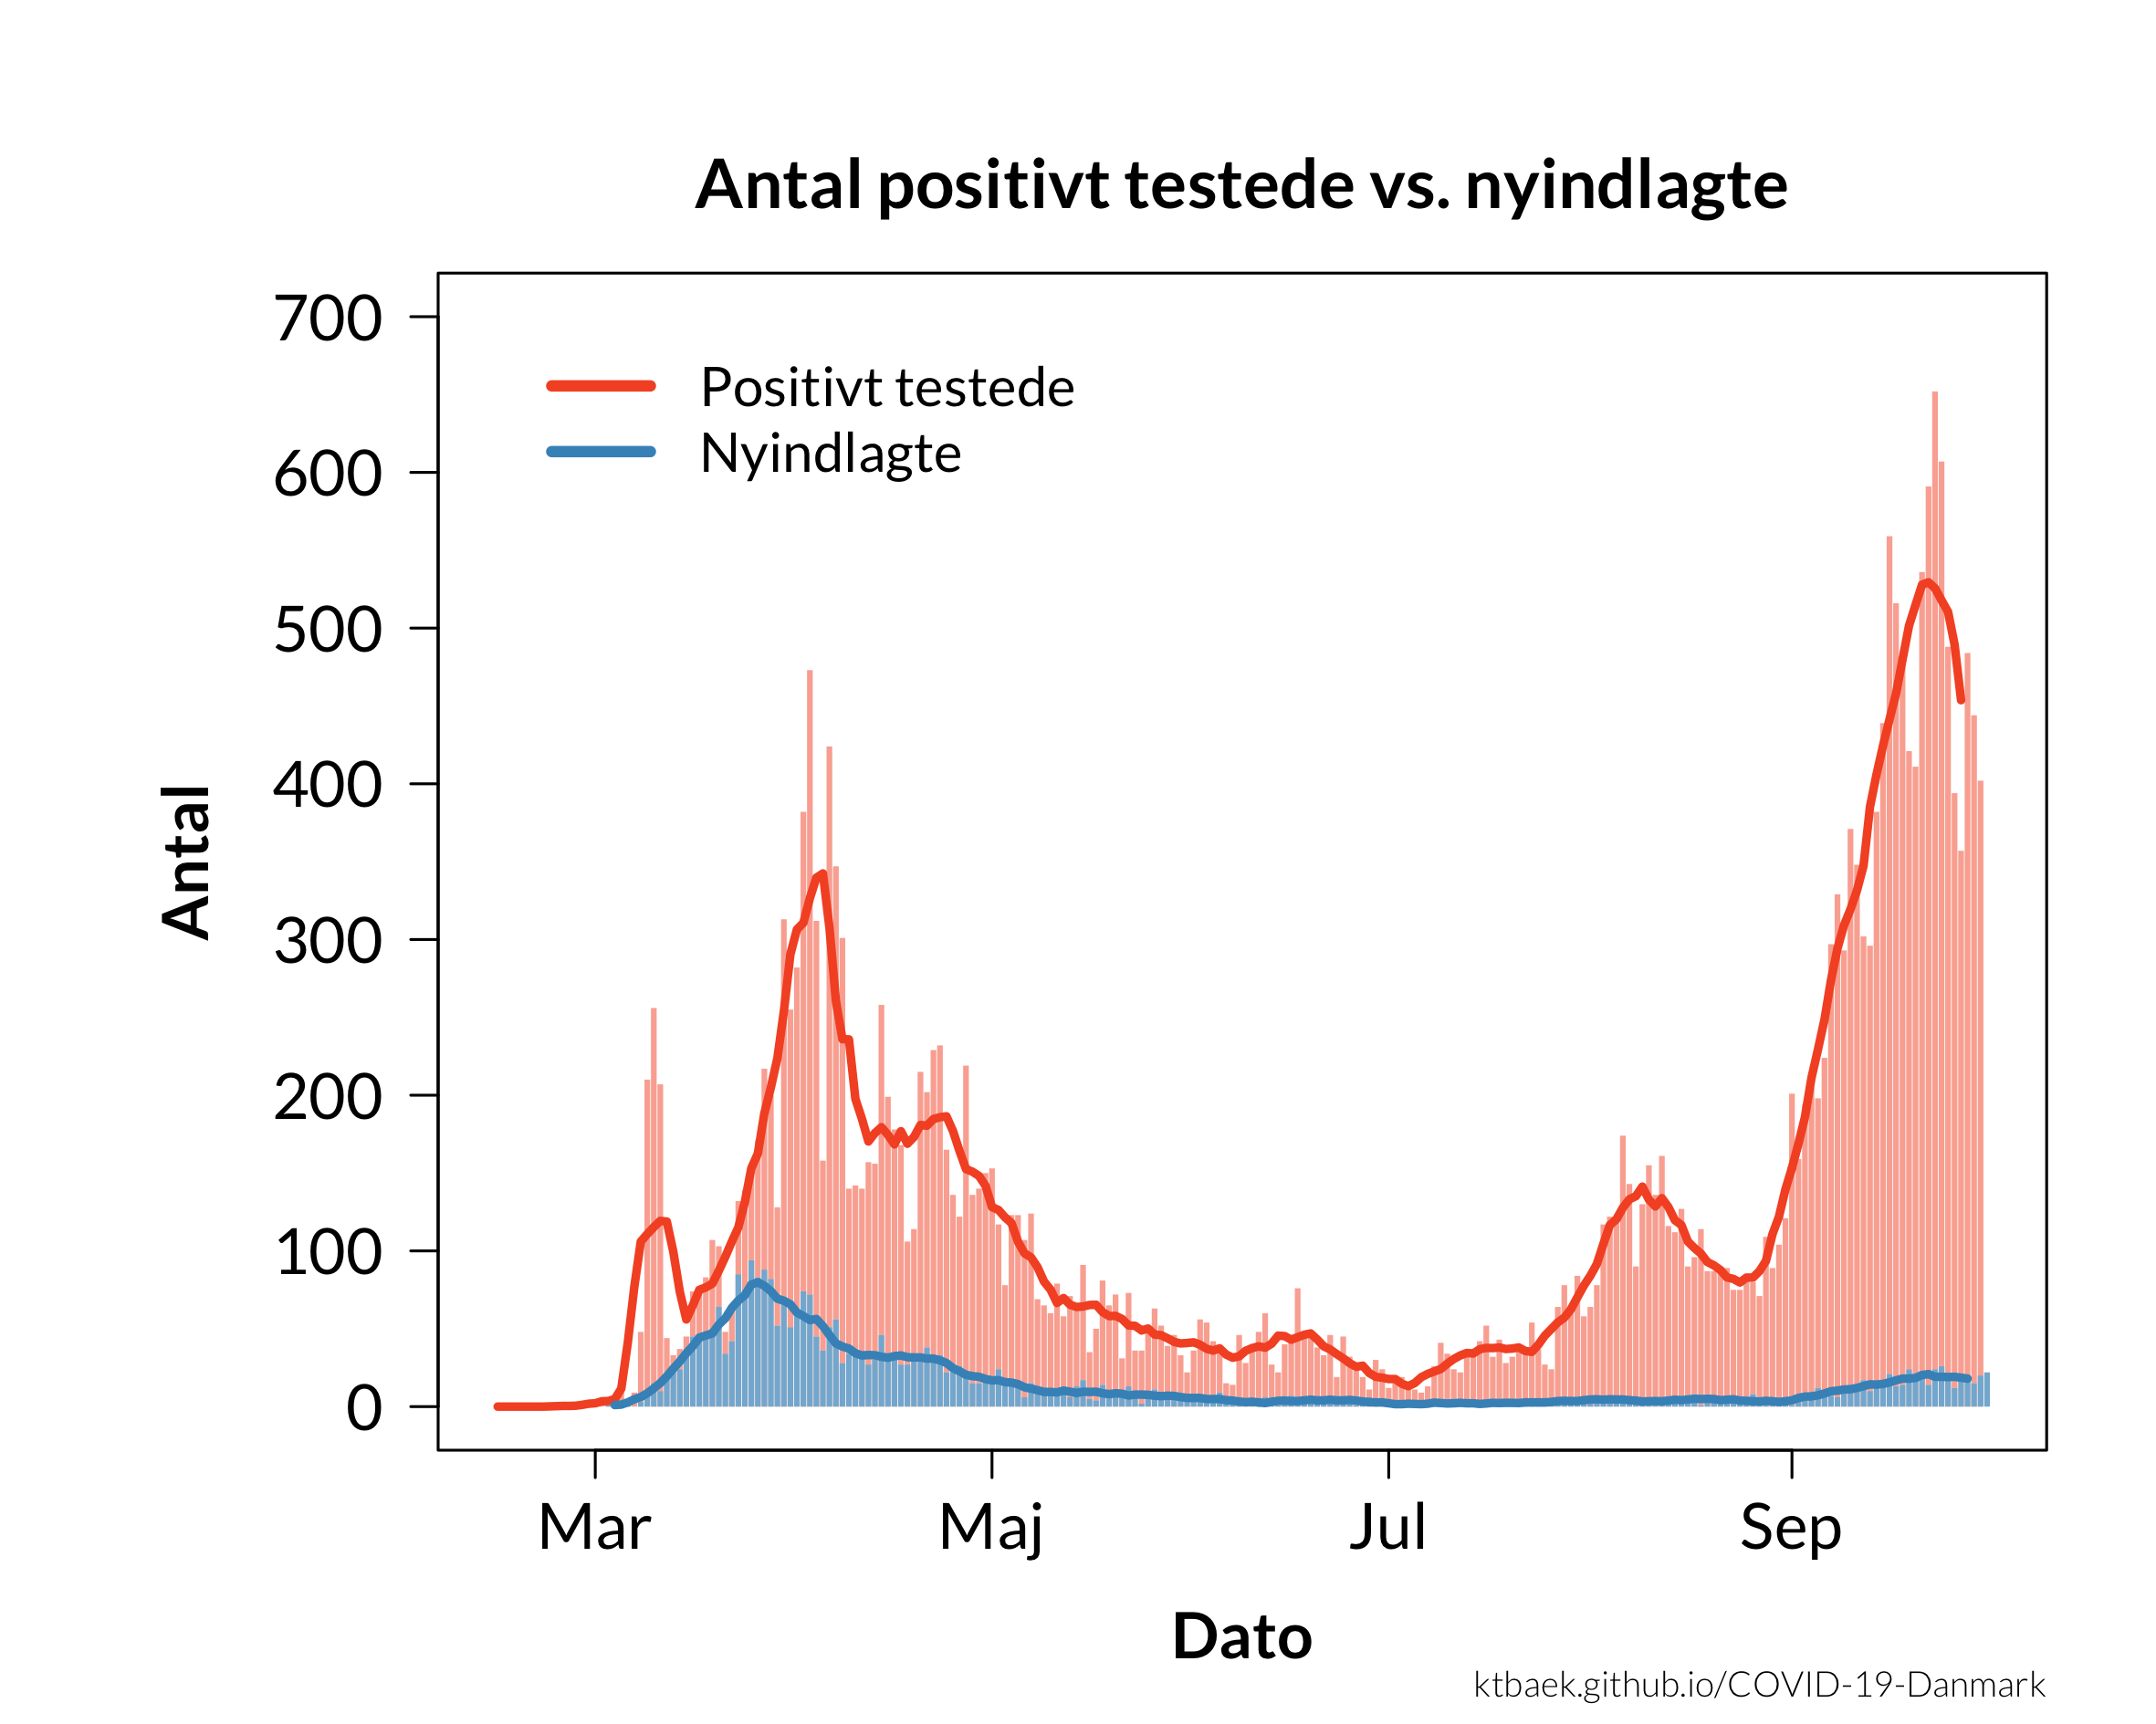 Antal positivt testede vs. nyindlagte
700
600
500
400
300
200
100
0
Antal
Positivt testede
Nyindlagte
Mar
Maj
Jul
Sep
Dato
ktbaek.github.io/COVID-19-Danmark